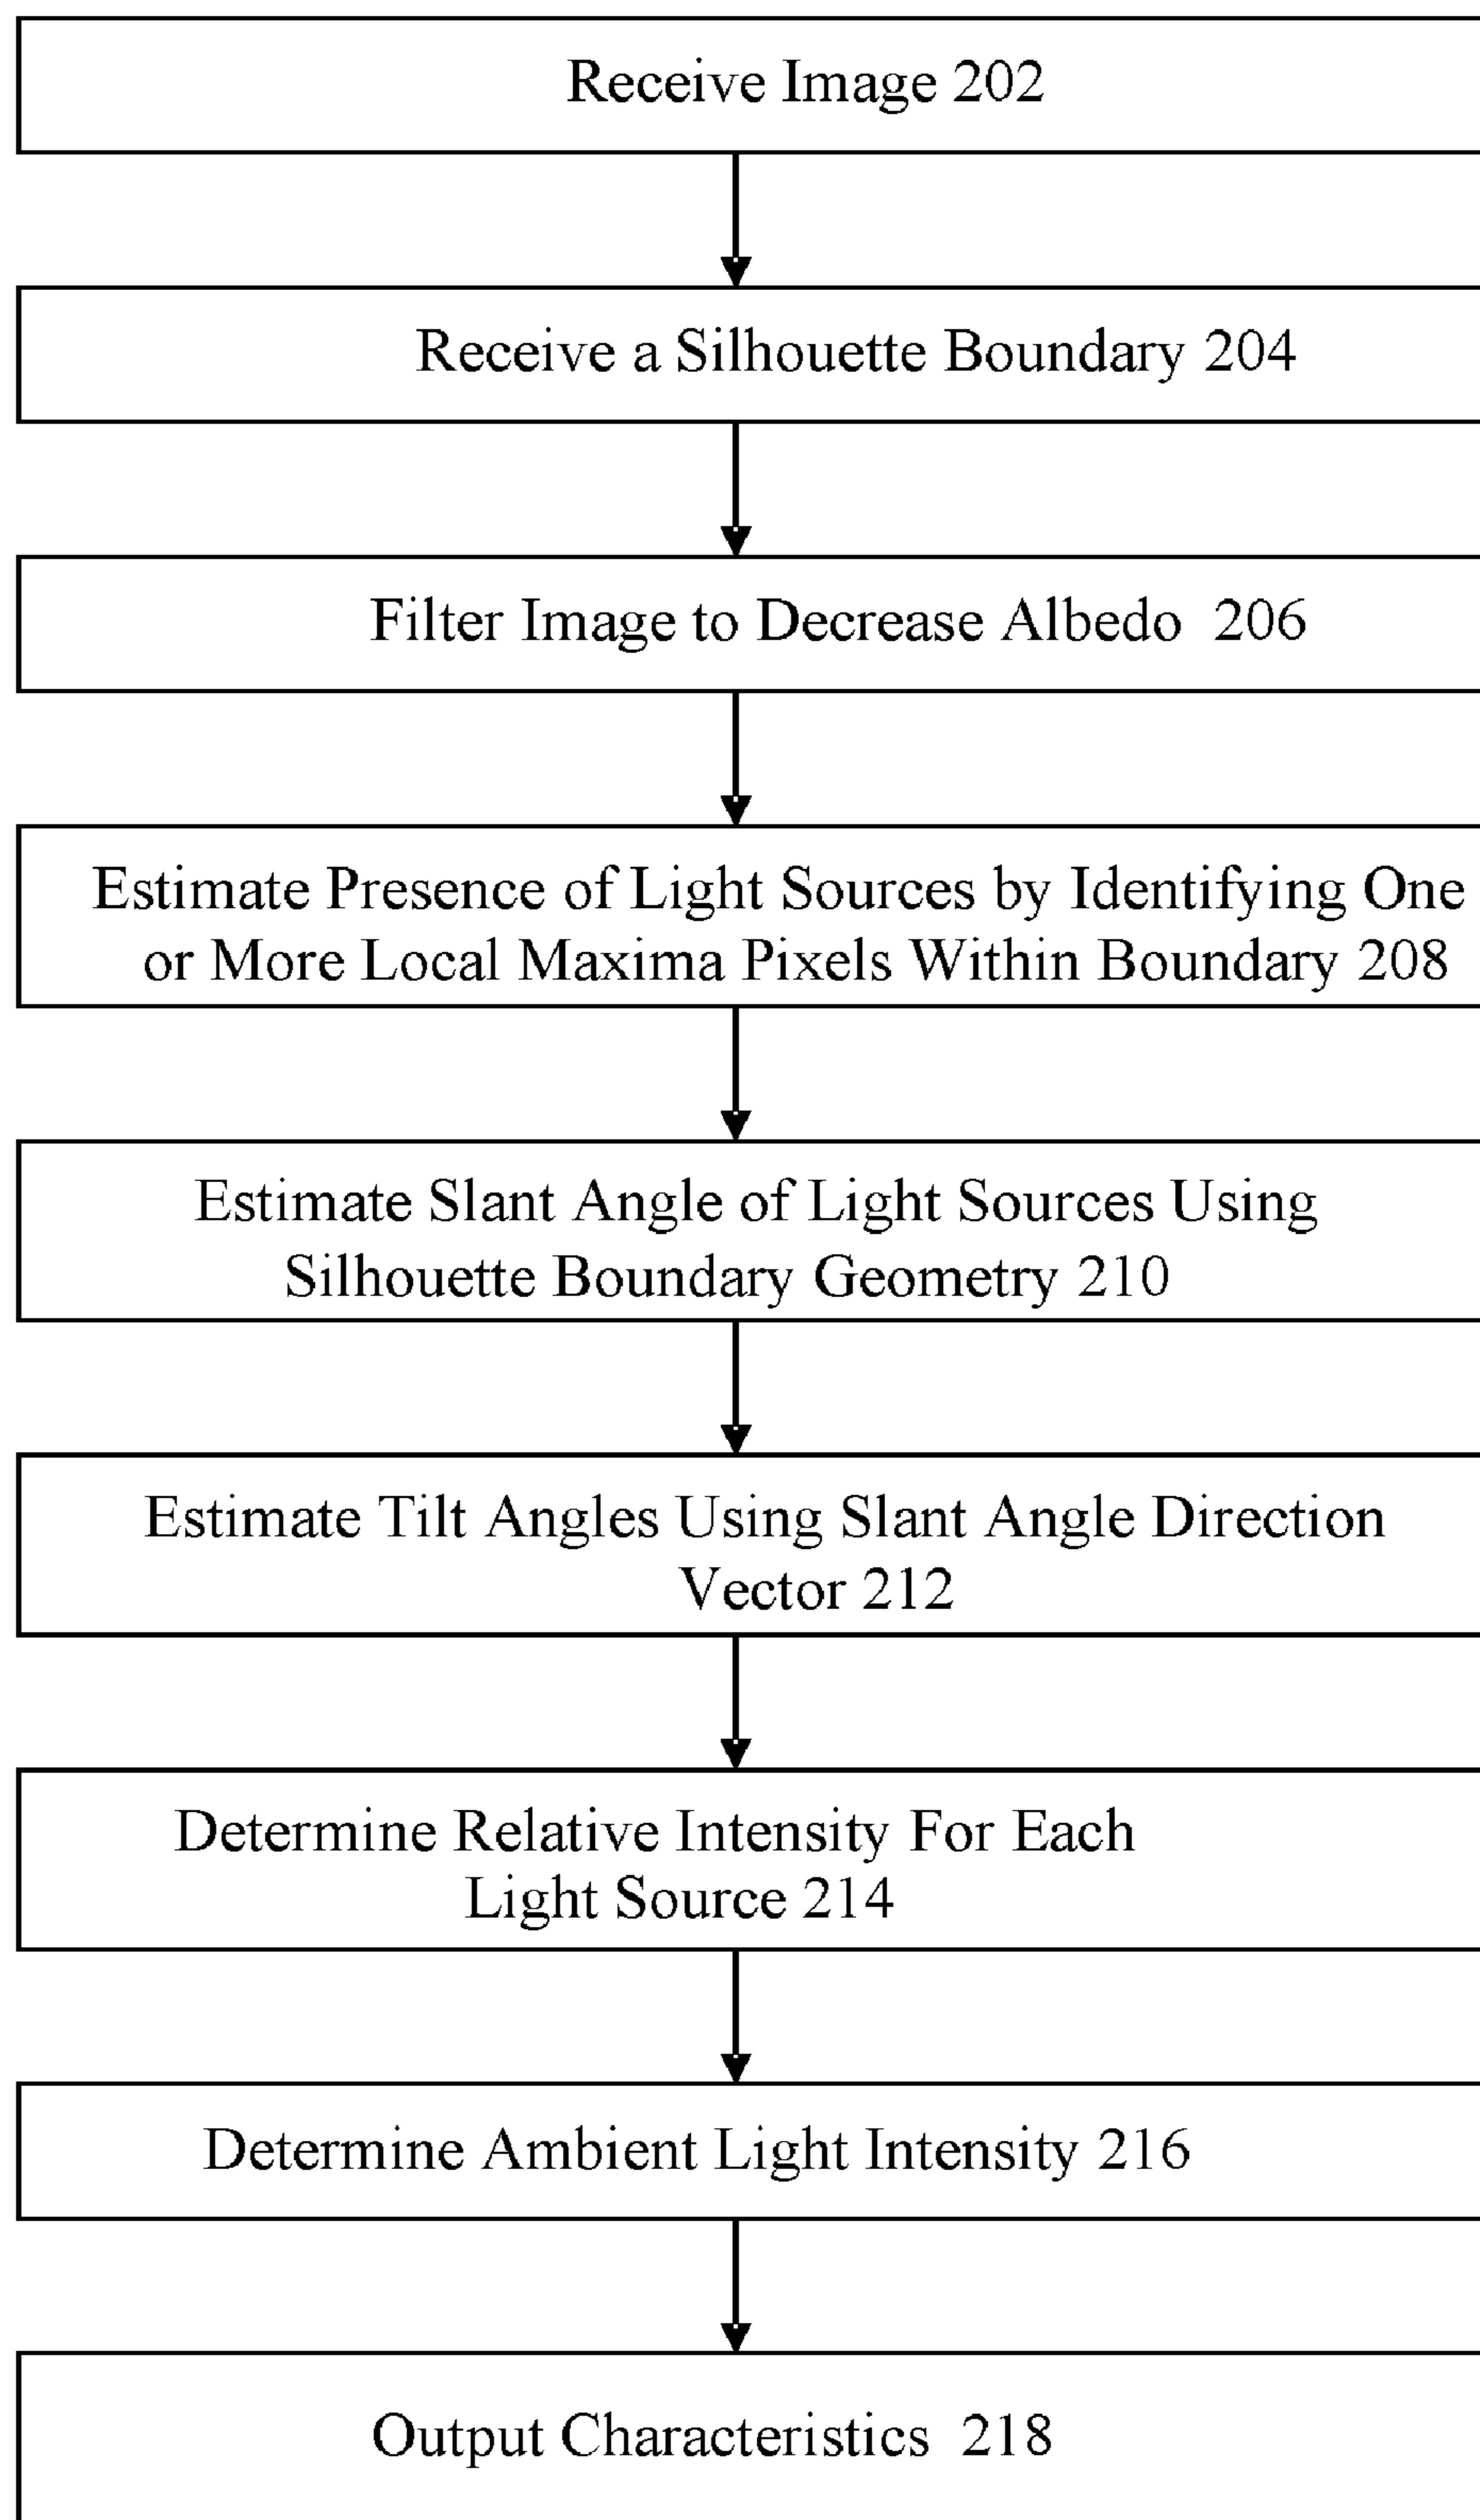 Receive Image 202
Receive a Silhouette Boundary 204
Filter Image to Decrease Albedo 206
Estimate Presence of Light Sources by Identifying One
or More Local Maxima Pixels Within Boundary 208
Estimate Slant Angle of Light Sources Using
Silhouette Boundary Geometry 210
Estimate Tilt Angles Using Slant Angle Direction
Vector 212
Determine Relative Intensity For Each
Light Source 214
Determine Ambient Light Intensity 216
Output Characteristics 218